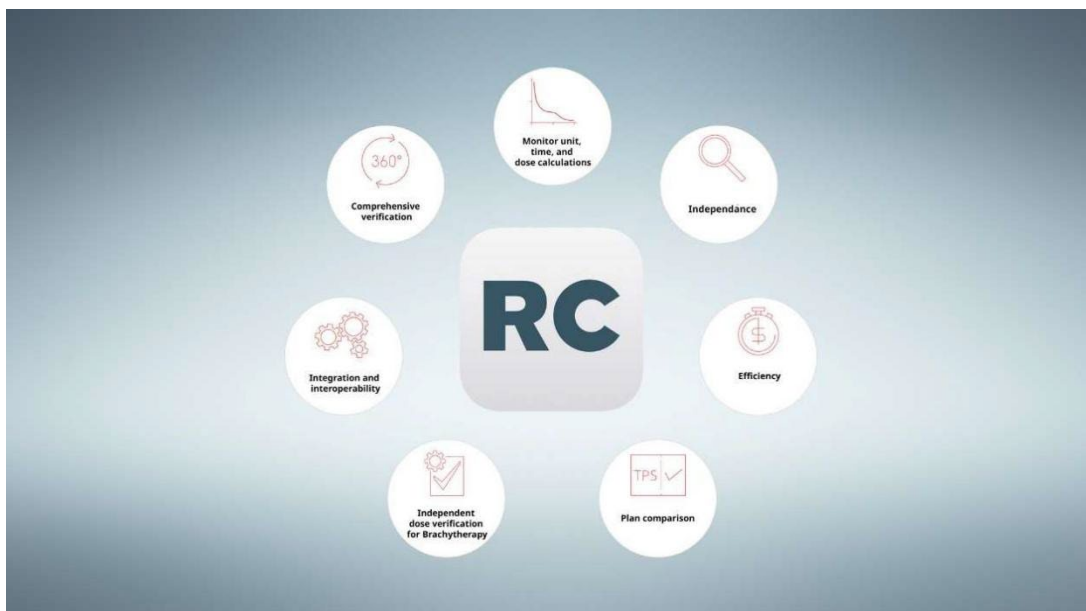 Monitor unit,
time, and
dose calculations
360°
Comprehensive
verification
Independance
RC
Integration and
interoperability
$
Efficiency
Independent
dose verification
for Brachytherapy
TPS
Plan comparison